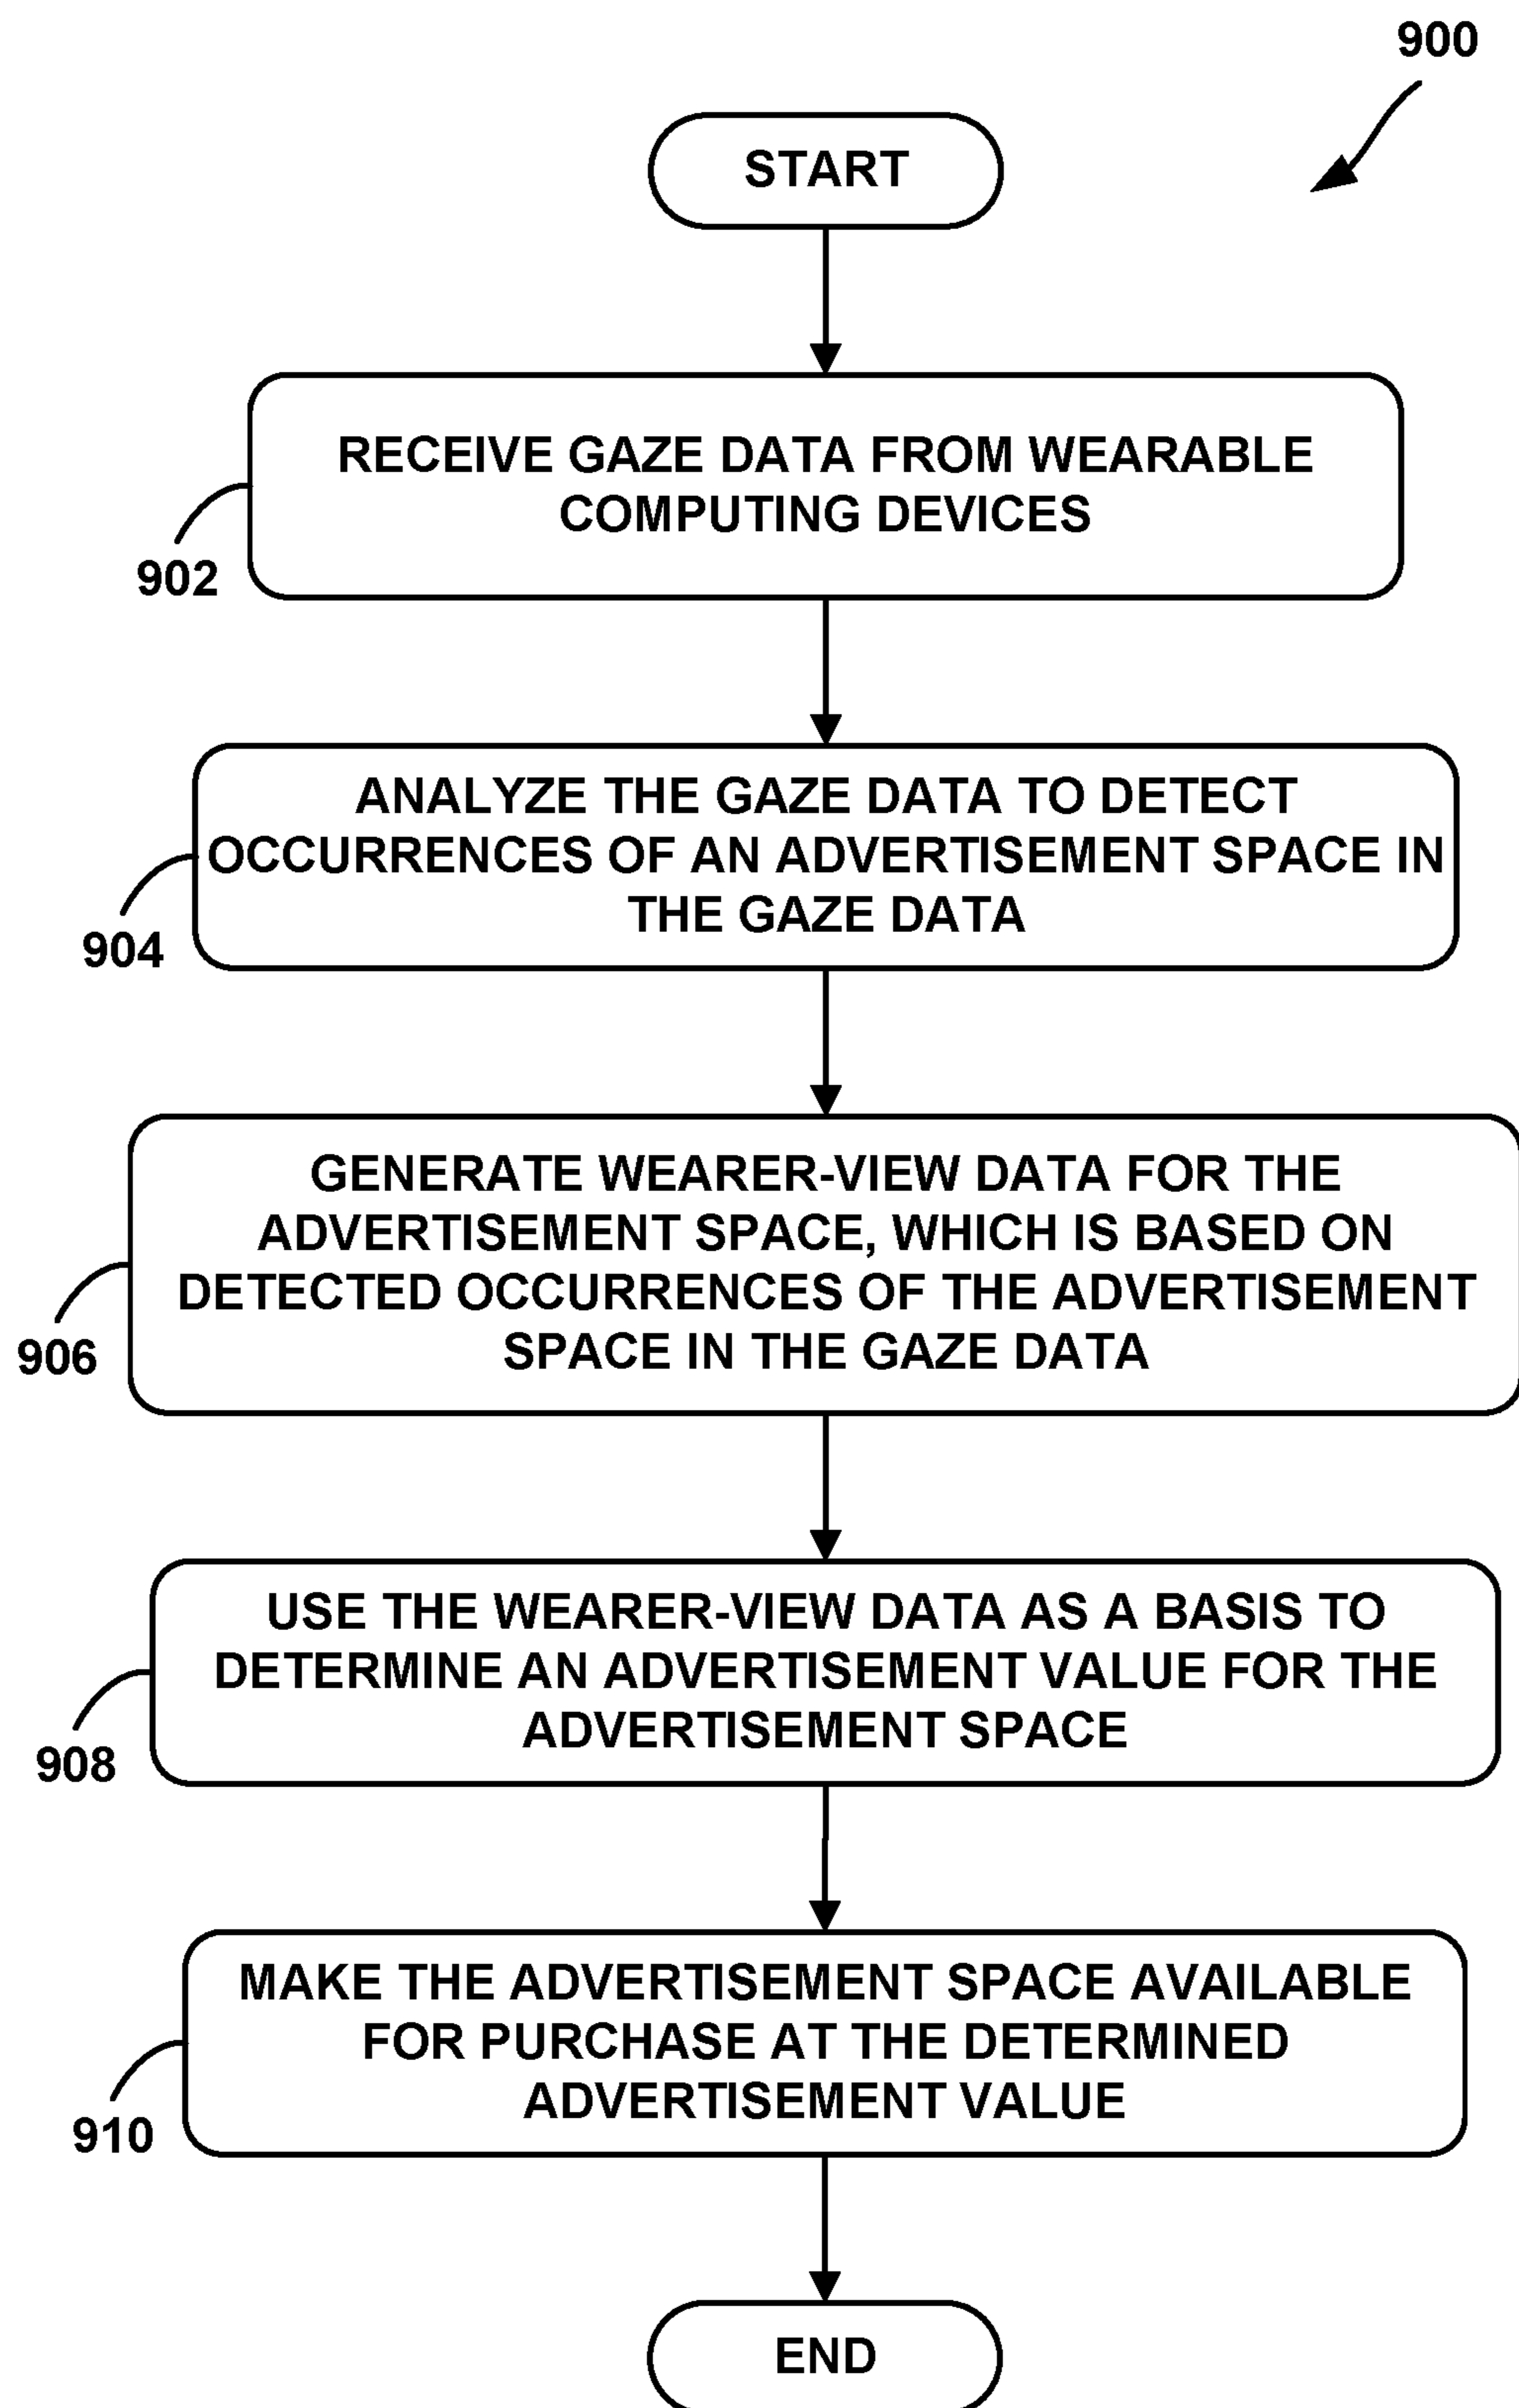 900
START
RECEIVE GAZE DATA FROM WEARABLE
COMPUTING DEVICES
902
ANALYZE THE GAZE DATA TO DETECT
OCCURRENCES OF AN ADVERTISEMENT SPACE IN
THE GAZE DATA
904
GENERATE WEARER-VIEW DATA FOR THE
ADVERTISEMENT SPACE, WHICH IS BASED ON
DETECTED OCCURRENCES OF THE ADVERTISEMENT
SPACE IN THE GAZE DATA
906
USE THE WEARER-VIEW DATA AS A BASIS TO
DETERMINE AN ADVERTISEMENT VALUE FOR THE
ADVERTISEMENT SPACE
908
MAKE THE ADVERTISEMENT SPACE AVAILABLE
FOR PURCHASE AT THE DETERMINED
ADVERTISEMENT VALUE
910
END